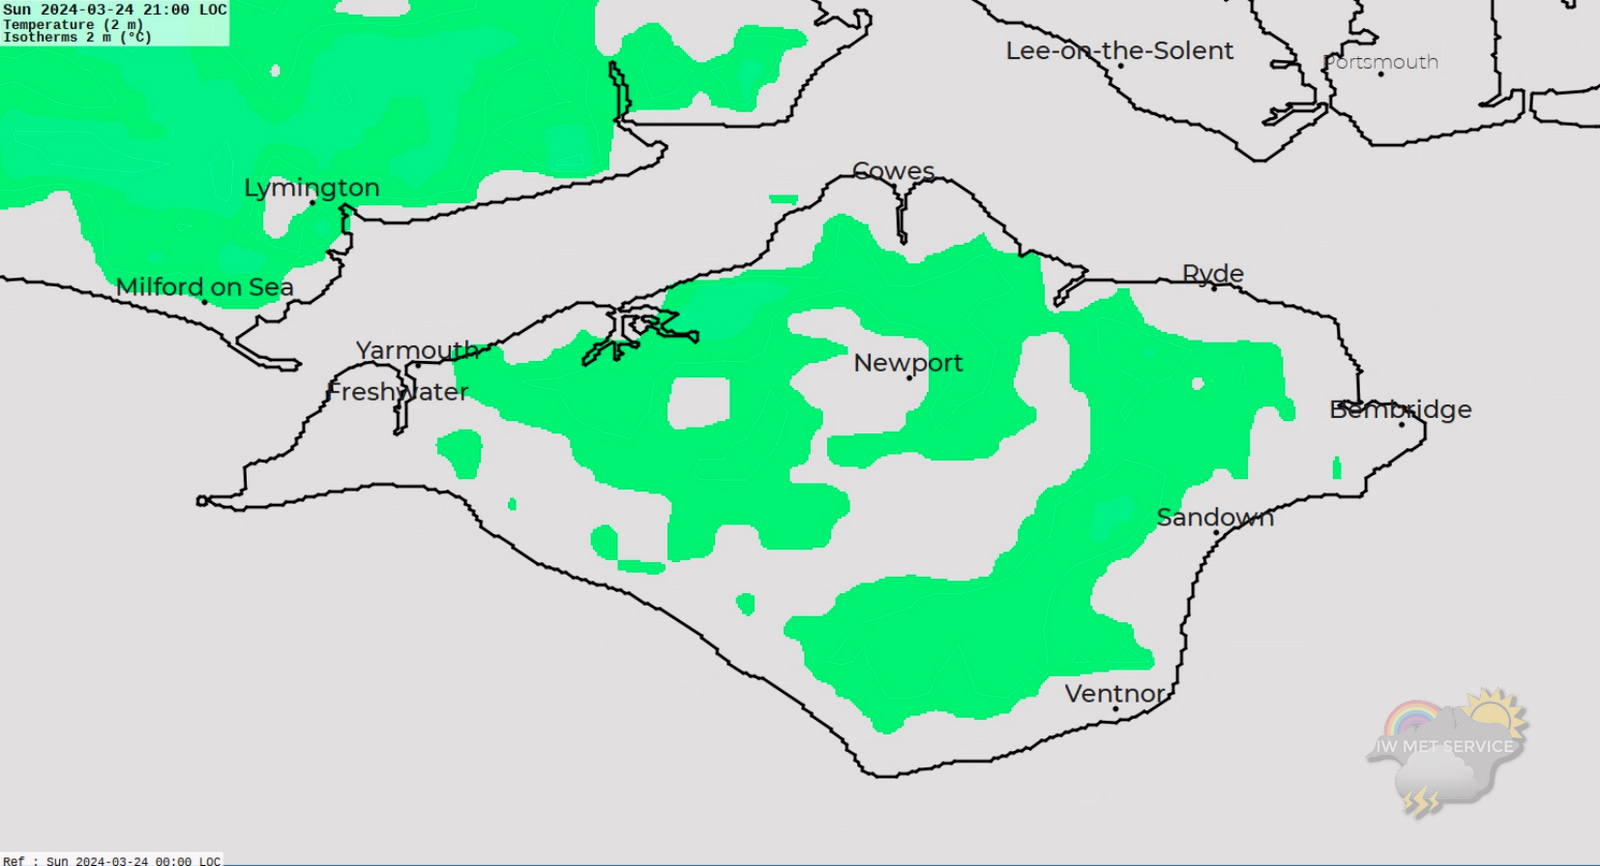 Sun 2024-03-24 21:00 LOC
Temperature (2 m)
Isotherms 2 m (°C)
Lee-on-the-Solent
Portsmouth
Cowes
Lymington
Ryde
Milford on Sea
Yarmouth
Newport
Freshwater
Bembridge
Sandown
Ventnor
IW MET SERVICE
Ref : Sun 2024-03-24 00:00 LOC